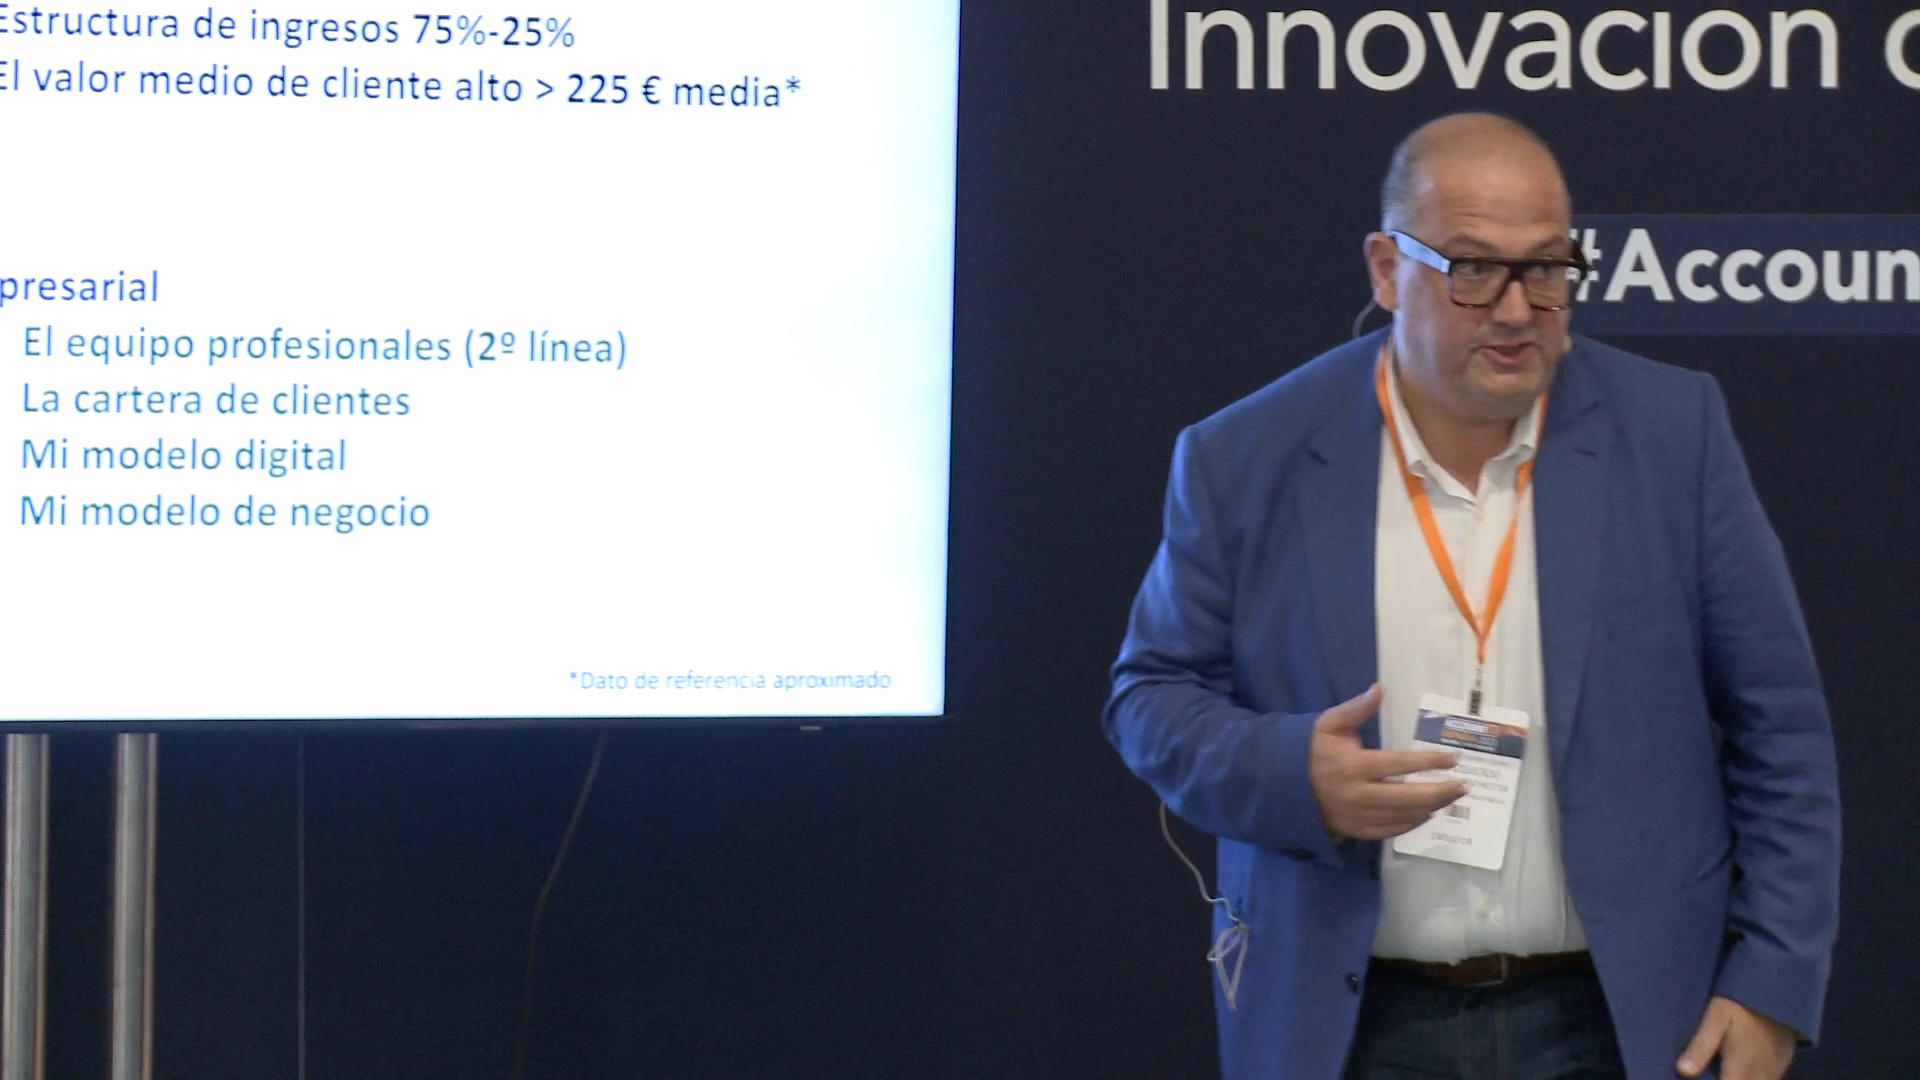 Estructura de ingresos 75%-25%
El valor medio de cliente alto > 225 € media*
presarial
El equipo profesionales (2º línea)
La cartera de clientes
Mi modelo digital
Mi modelo de negocio
*Dato de referencia aproximado
Innovación
#Accoun